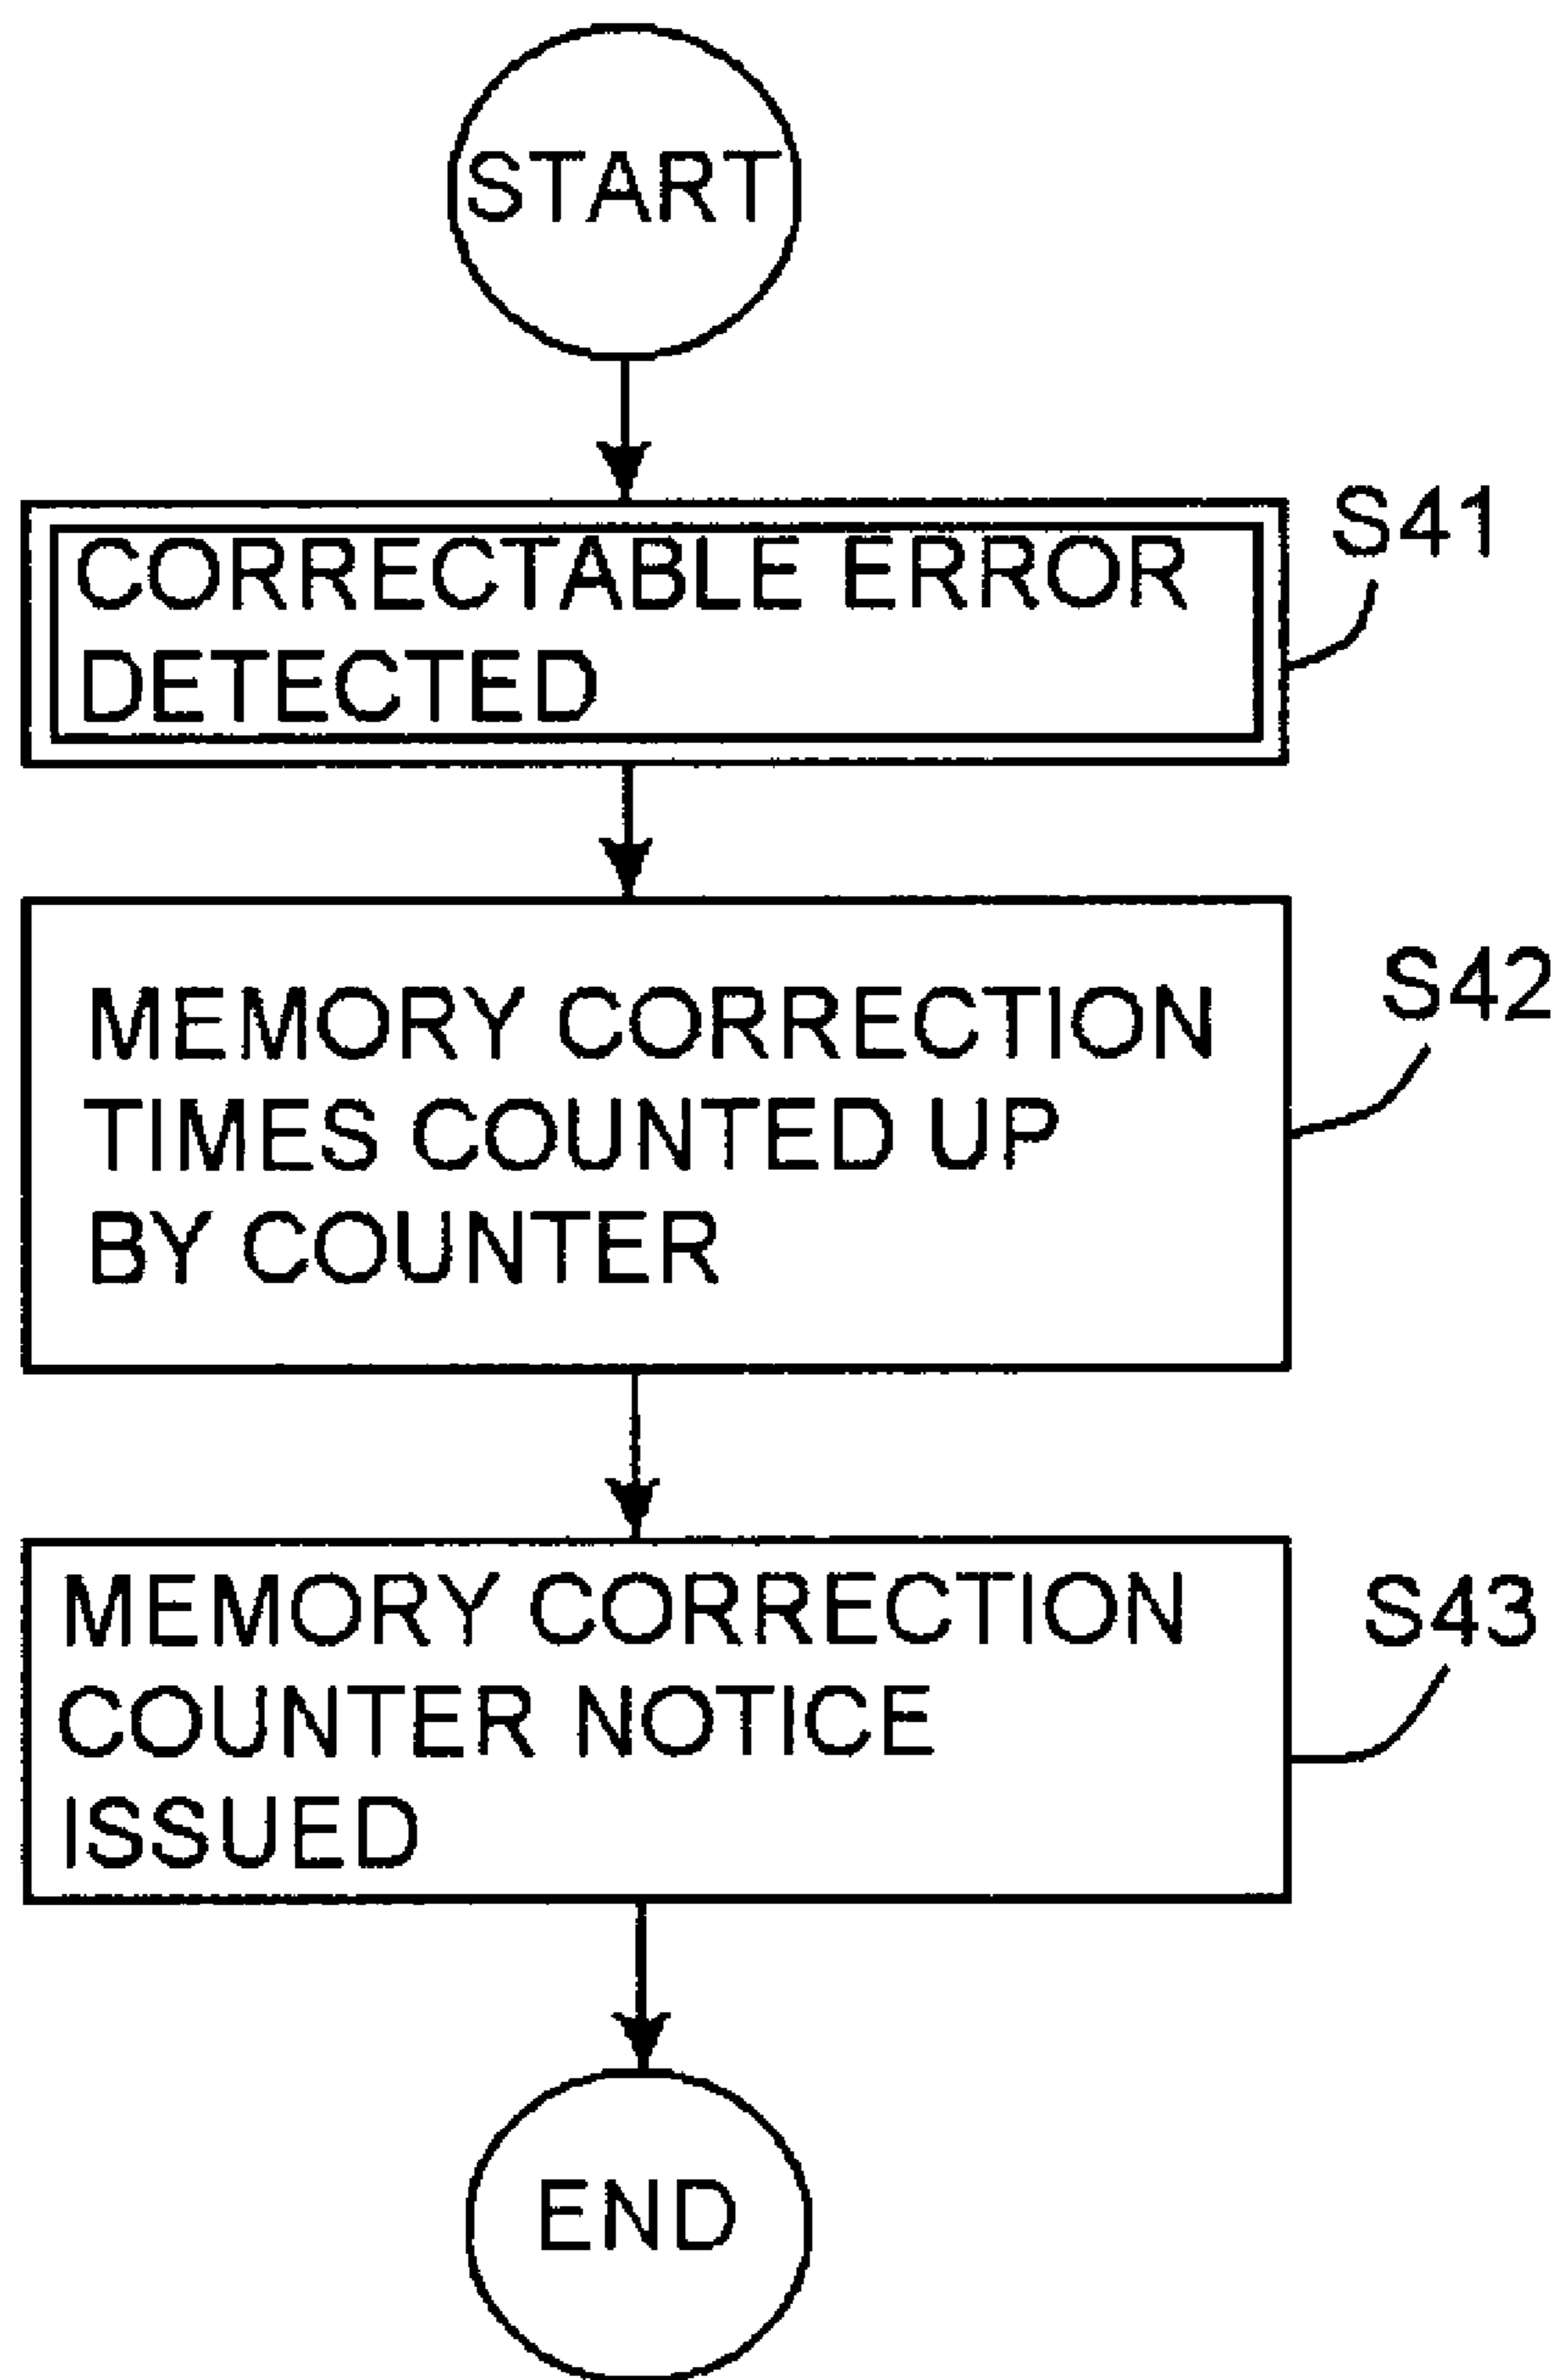 START
S41
CORRECTABLE ERROR
DETECTED
S42
MEMORY CORRECTION
TIMES COUNTED UP
BY COUNTER
S43
MEMORY CORRECTION
COUNTER NOTICE
ISSUED
END